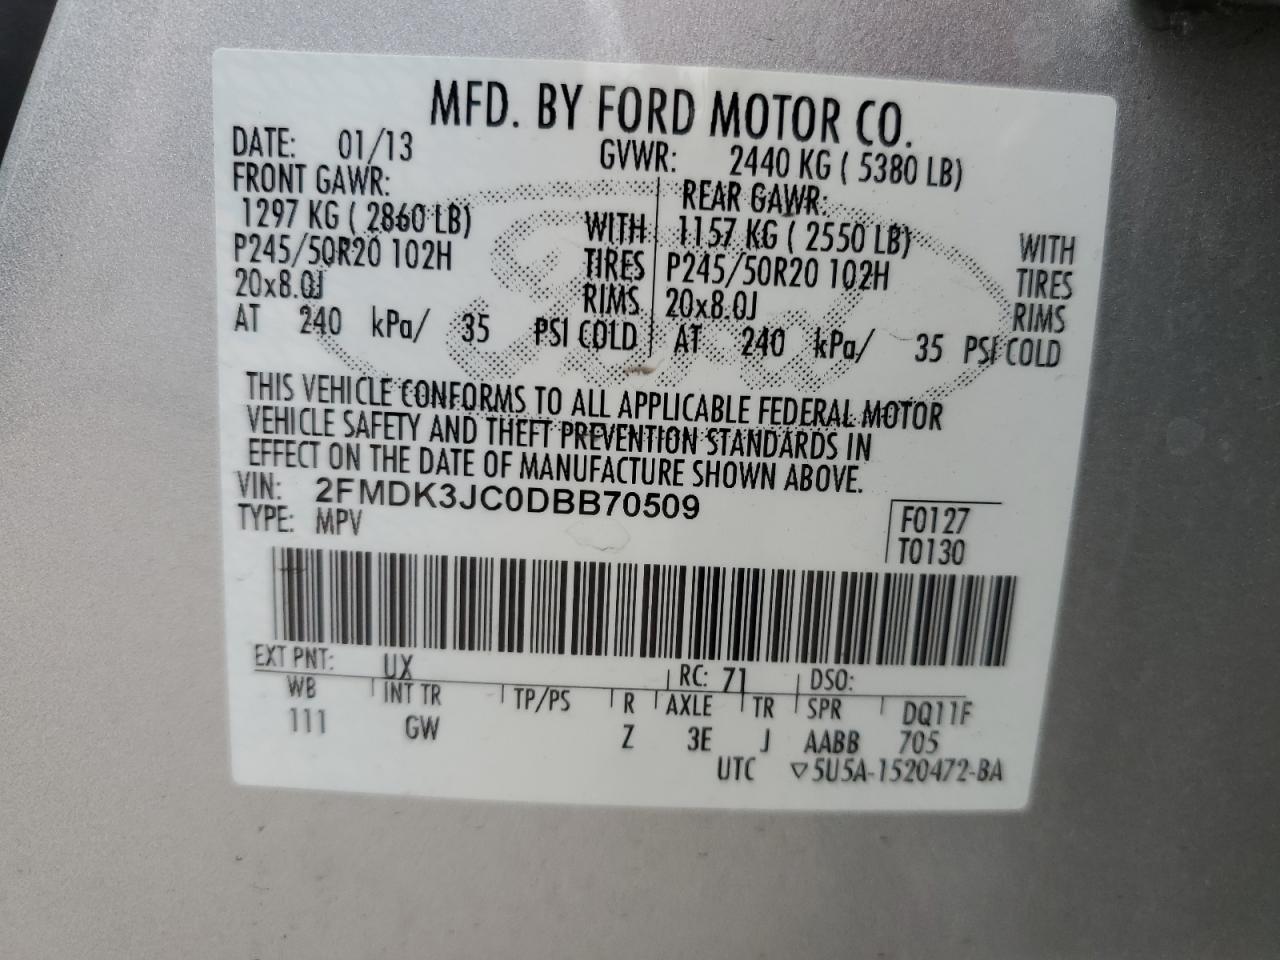 MFD. BY FORD MOTOR CO.
DATE: 01/13 GVWR: 2440 KG ( 5380 LB)
FRONT GAWR: REAR GAWR:
1297 KG ( 2860 LB) WITH 1157 KG ( 2550 LB) WITH
P245/50R20 102H TIRES P245/50R20 102H TIRES
20x8.0J RIMS 20x8.0J RIMS
AT 240 kPa/ 35 PSI COLD AT 240 kPa/ 35 PSI COLD
THIS VEHICLE CONFORMS TO ALL APPLICABLE FEDERAL MOTOR
VEHICLE SAFETY AND THEFT PREVENTION STANDARDS IN
EFFECT ON THE DATE OF MANUFACTURE SHOWN ABOVE.
VIN: 2FMDK3JC0DBB70509
TYPE: MPV F0127
T0130
EXT PNT: UX RC: 71 DSO:
WB INT TR TP/PS R AXLE TR SPR DQ11F
111 GW Z 3E J AABB 705
UTC ▽5U5A-1520472-BA
Ford